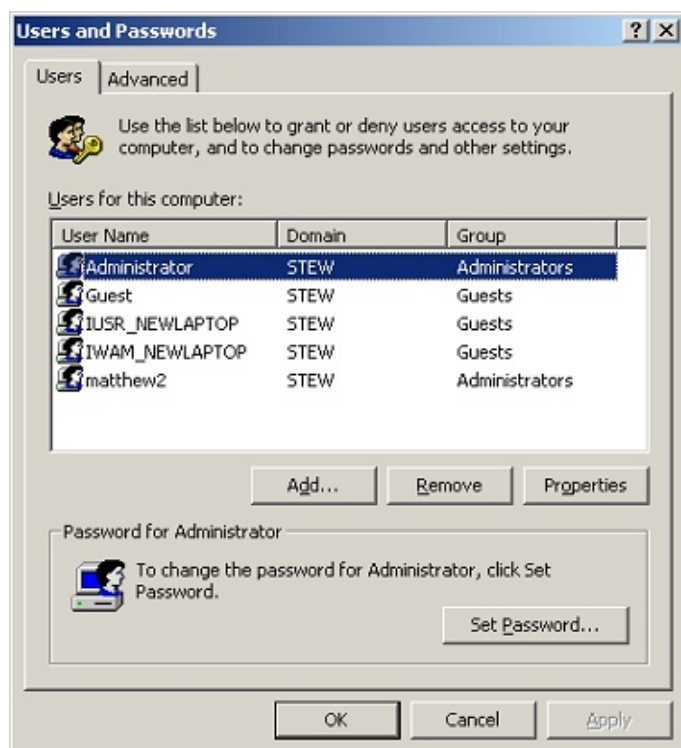 Users and Passwords
Users Advanced
Use the list below to grant or deny users access to your
computer, and to change passwords and other settings.
Users for this computer:
User Name Domain Group
Administrator STEW Administrators
Guest STEW Guests
IUSR_NEWLAPTOP STEW Guests
IWAM_NEWLAPTOP STEW Guests
matthew2 STEW Administrators
Add... Remove Properties
Password for Administrator
To change the password for Administrator, click Set
Password.
Set Password...
OK Cancel Apply